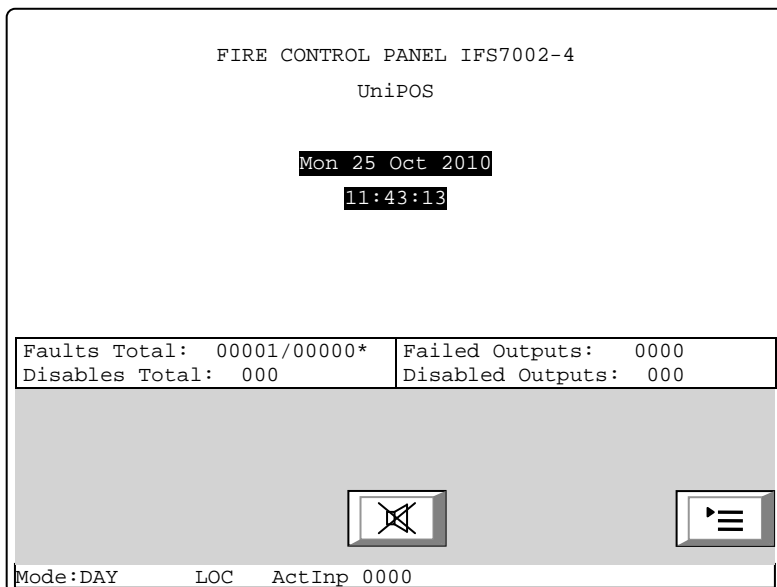 FIRE CONTROL PANEL IFS7002-4
UniPOS
Mon 25 Oct 2010
11:43:13
Faults Total: 00001/00000* Failed Outputs: 0000
Disables Total: 000 Disabled Outputs: 000
Mode:DAY LOC ActInp 0000